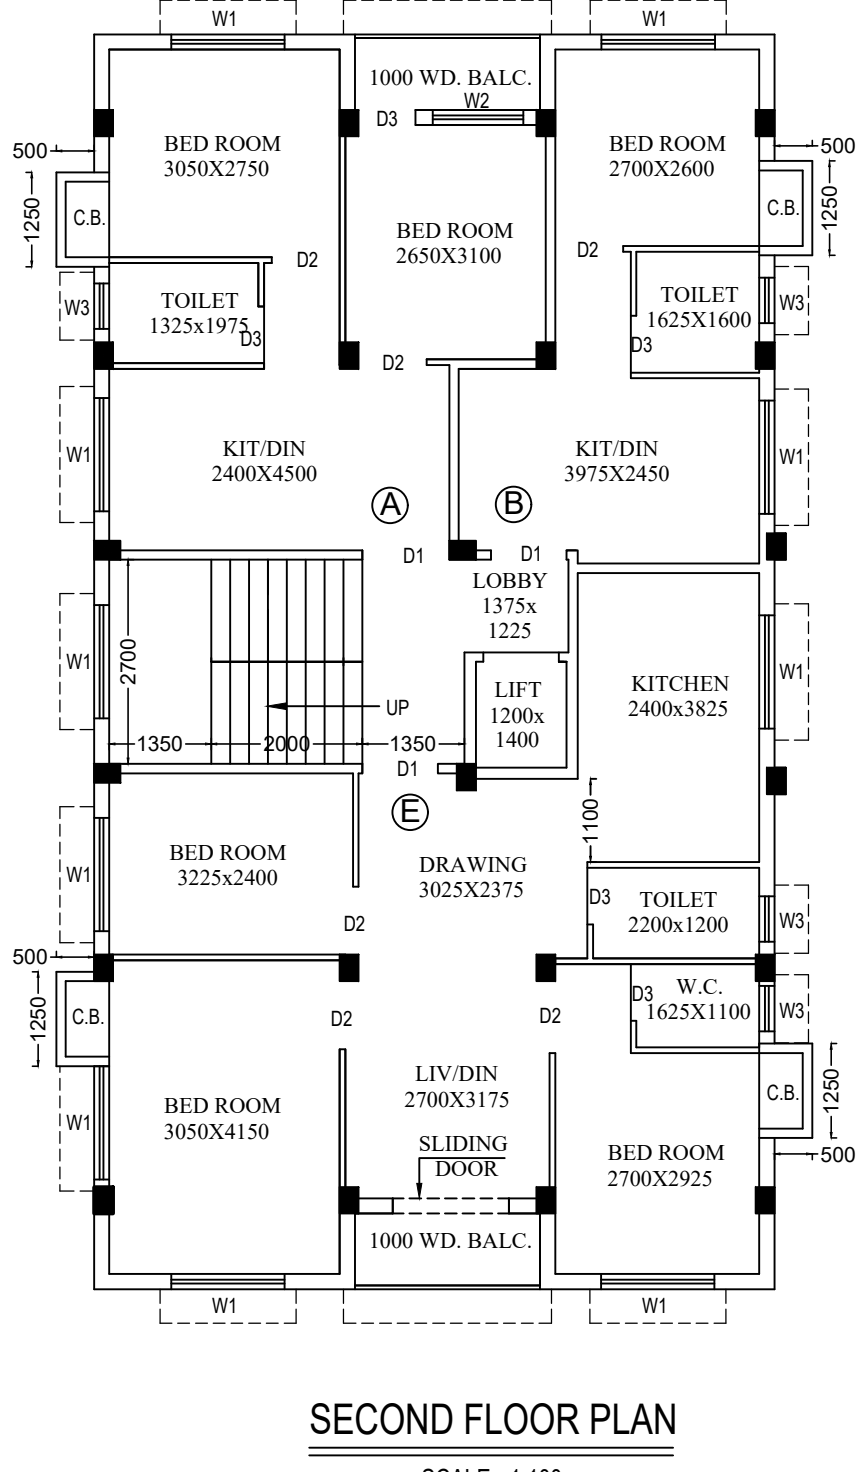 W1
W1
1000 WD. BALC.
W2
D3
BED ROOM
3050X2750
BED ROOM
2700X2600
500
500
1250
C.B.
C.B.
1250
BED ROOM
2650X3100
D2
D2
TOILET
1325x1975
D3
W3
TOILET
1625X1600
D3
W3
D2
W1
KIT/DIN
2400X4500
KIT/DIN
3975X2450
W1
A
B
D1
D1
LOBBY
1375x
1225
2700
W1
LIFT
1200x
1400
KITCHEN
2400x3825
W1
UP
1350
2000
1350
D1
E
1100
BED ROOM
3225x2400
W1
DRAWING
3025X2375
D3
TOILET
2200x1200
W3
D2
500
1250
C.B.
D2
D2
D3
W.C.
1625X1100
W3
LIV/DIN
2700X3175
BED ROOM
3050X4150
W1
C.B.
1250
SLIDING
DOOR
BED ROOM
2700X2925
500
1000 WD. BALC.
W1
W1
SECOND FLOOR PLAN